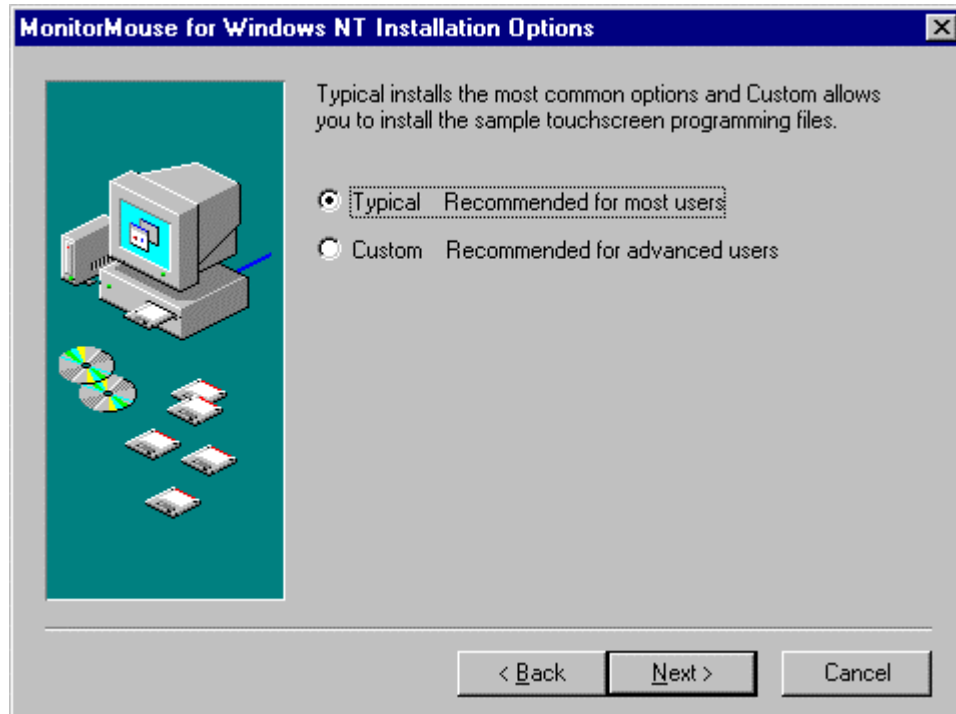 MonitorMouse for Windows NT Installation Options
Typical installs the most common options and Custom allows
you to install the sample touchscreen programming files.
Typical Recommended for most users
Custom Recommended for advanced users
< Back Next > Cancel